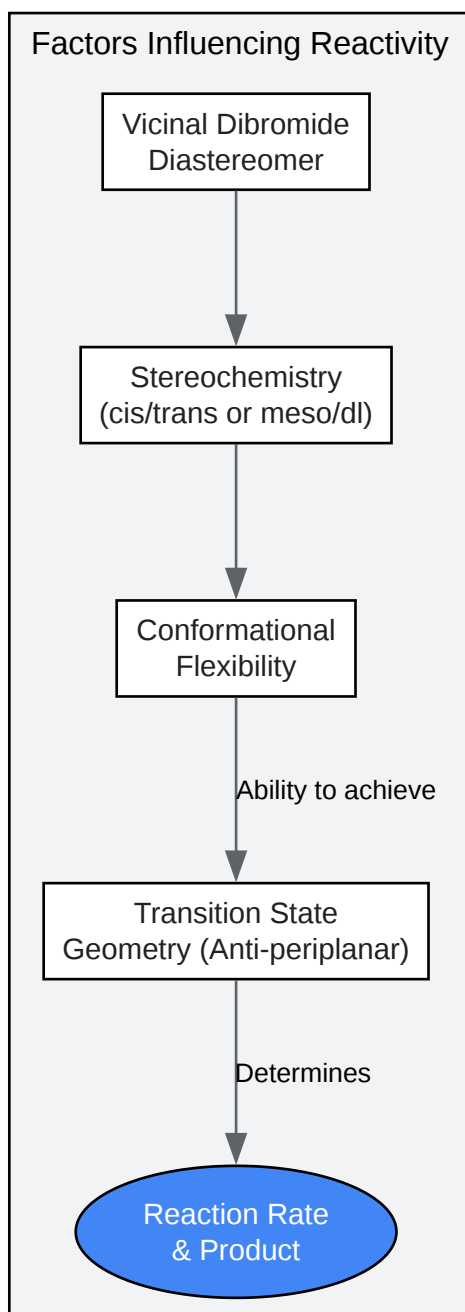 Factors Influencing Reactivity
Vicinal Dibromide
Diastereomer
Stereochemistry
(cis/trans or meso/dl)
Conformational
Flexibility
Ability to achieve
Transition State
Geometry (Anti-periplanar)
Determines
Reaction Rate
& Product